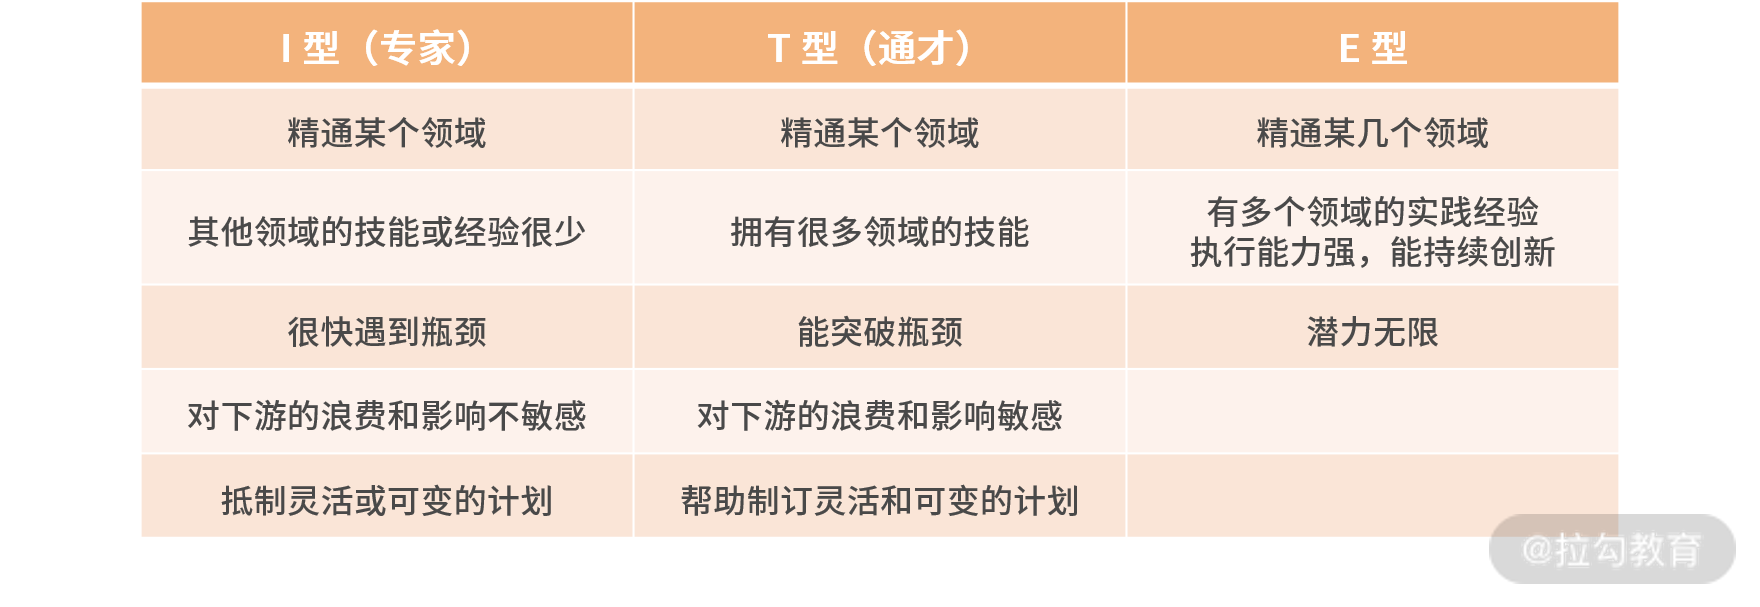 I 型（专家） T 型（通才） E 型
精通某个领域 精通某个领域 精通某几个领域
其他领域的技能或经验很少 拥有很多领域的技能 有多个领域的实践经验
执行能力强，能持续创新
很快遇到瓶颈 能突破瓶颈 潜力无限
对下游的浪费和影响不敏感 对下游的浪费和影响敏感
抵制灵活或可变的计划 帮助制订灵活和可变的计划
@拉勾教育